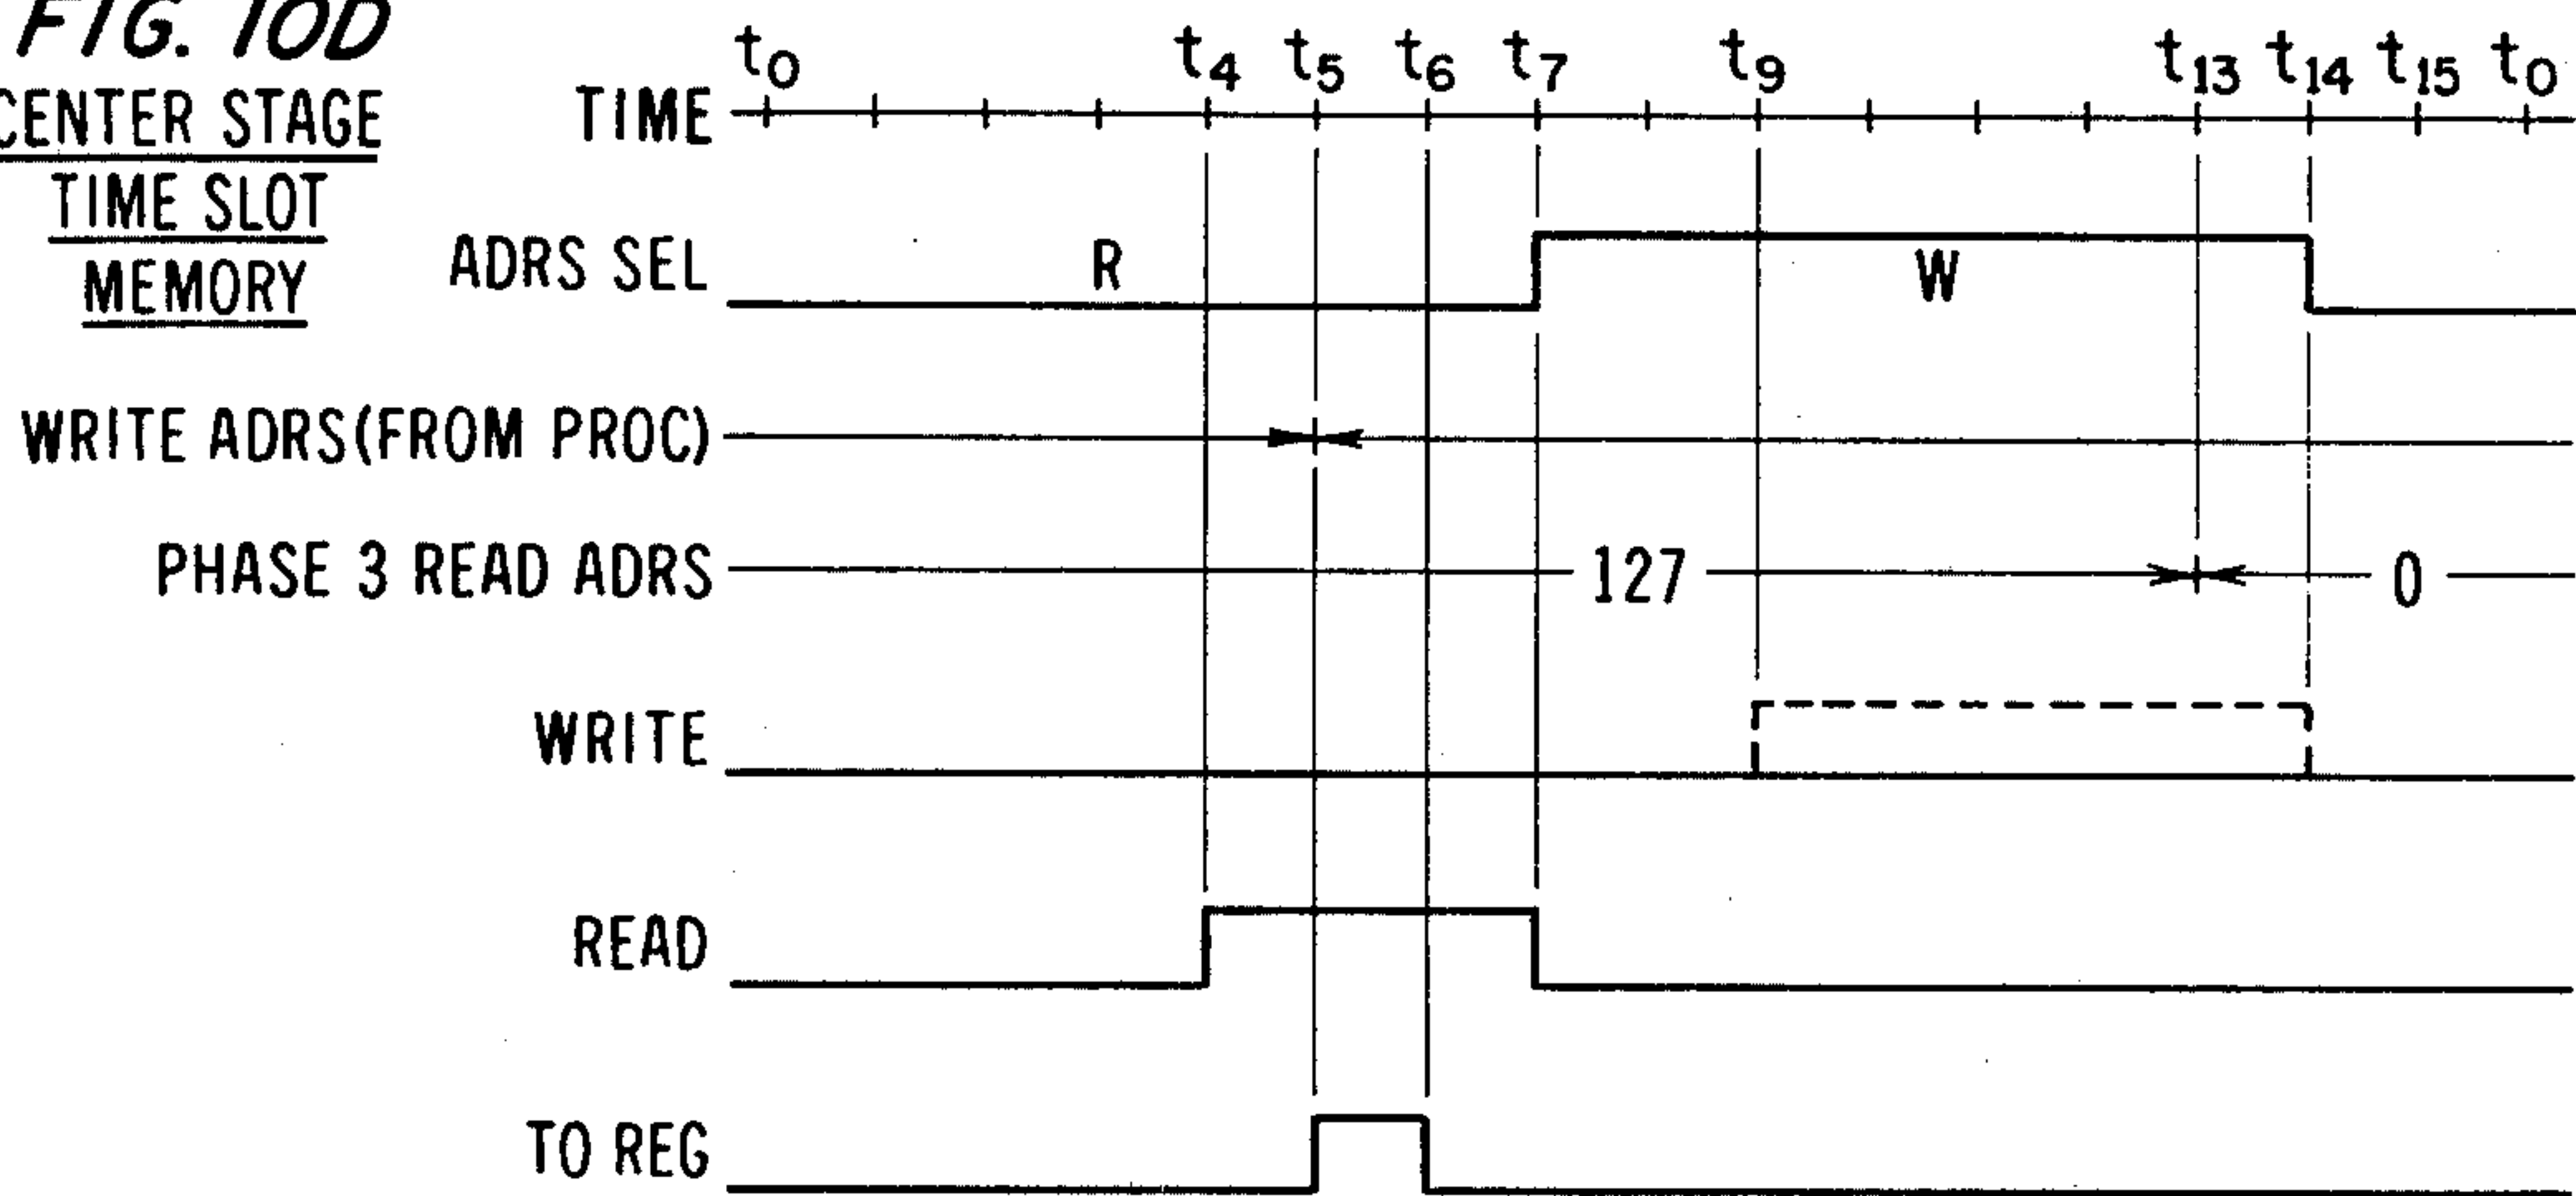 FIG. 10D
CENTER STAGE
TIME SLOT
MEMORY
TIME
t0 t4 t5 t6 t7 t9 t13 t14 t15 t0
ADRS SEL R W
WRITE ADRS(FROM PROC)
PHASE 3 READ ADRS 127 0
WRITE
READ
TO REG